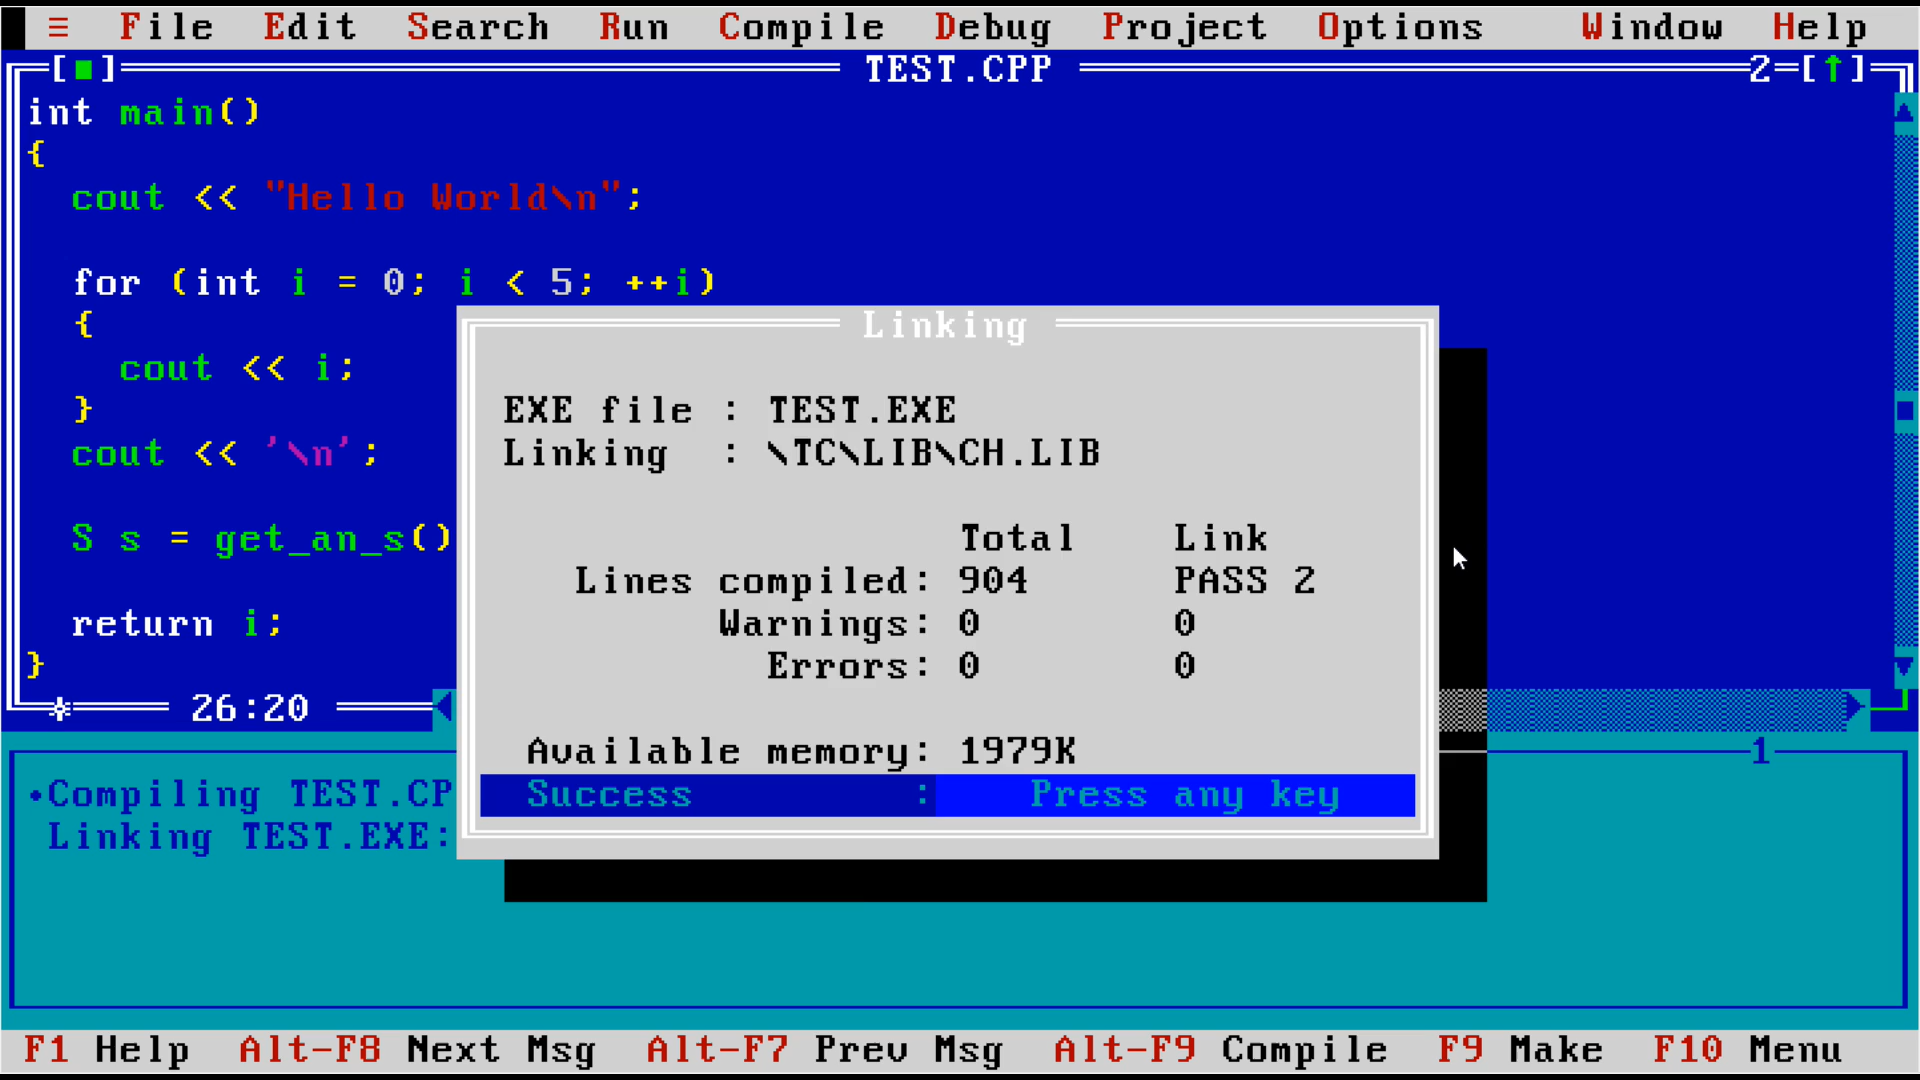 ≡ File Edit Search Run Compile Debug Project Options Window Help
[■] TEST.CPP 2=[↑]
int main()
{
cout << "Hello World\n";
for (int i = 0; i < 5; ++i)
{
cout << i;
}
cout << '\n';
S s = get_an_s()
return i;
}
26:20
Linking
EXE file : TEST.EXE
Linking : \TC\LIB\CH.LIB
Total Link
Lines compiled: 904 PASS 2
Warnings: 0 0
Errors: 0 0
Available memory: 1979K
Success : Press any key
1
•Compiling TEST.CP
Linking TEST.EXE:
F1 Help Alt-F8 Next Msg Alt-F7 Prev Msg Alt-F9 Compile F9 Make F10 Menu